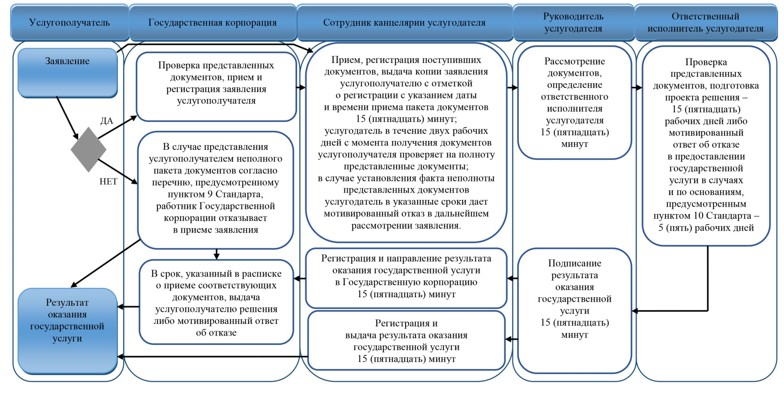 Услугополучатель
Государственная корпорация
Сотрудник канцелярии услугодателя
Руководитель
услугодателя
Ответственный
исполнитель услугодателя
Заявление
ДА
НЕТ
Результат
оказания
государственной
услуги
Проверка представленных
документов, прием и
регистрация заявления
услугополучателя
В случае представления
услугополучателем неполного
пакета документов согласно
перечню, предусмотренному
пунктом 9 Стандарта,
работник Государственной
корпорации отказывает
в приеме заявления
В срок, указанный в расписке
о приеме соответствующих
документов, выдача
услугополучателю решения
либо мотивированный ответ
об отказе
Прием, регистрация поступивших
документов, выдача копии заявления
услугополучателю с отметкой
о регистрации с указанием даты
и времени приема пакета документов
15 (пятнадцать) минут;
услугодатель в течение двух рабочих
дней с момента получения документов
услугополучателя проверяет на полноту
представленные документы;
в случае установления факта неполноты
представленных документов
услугодатель в указанные сроки дает
мотивированный отказ в дальнейшем
рассмотрении заявления.
Регистрация и направление результата
оказания государственной услуги
в Государственную корпорацию
15 (пятнадцать) минут
Регистрация и
выдача результата оказания
государственной услуги
15 (пятнадцать) минут
Рассмотрение
документов,
определение
ответственного
исполнителя
услугодателя
15 (пятнадцать)
минут
Подписание
результата
оказания
государственной
услуги
15 (пятнадцать)
минут
Проверка
представленных
документов, подготовка
проекта решения –
15 (пятнадцать)
рабочих дней либо
мотивированный
ответ об отказе
в предоставлении
государственной
услуги в случаях
и по основаниям,
предусмотренным
пунктом 10 Стандарта –
5 (пять) рабочих дней